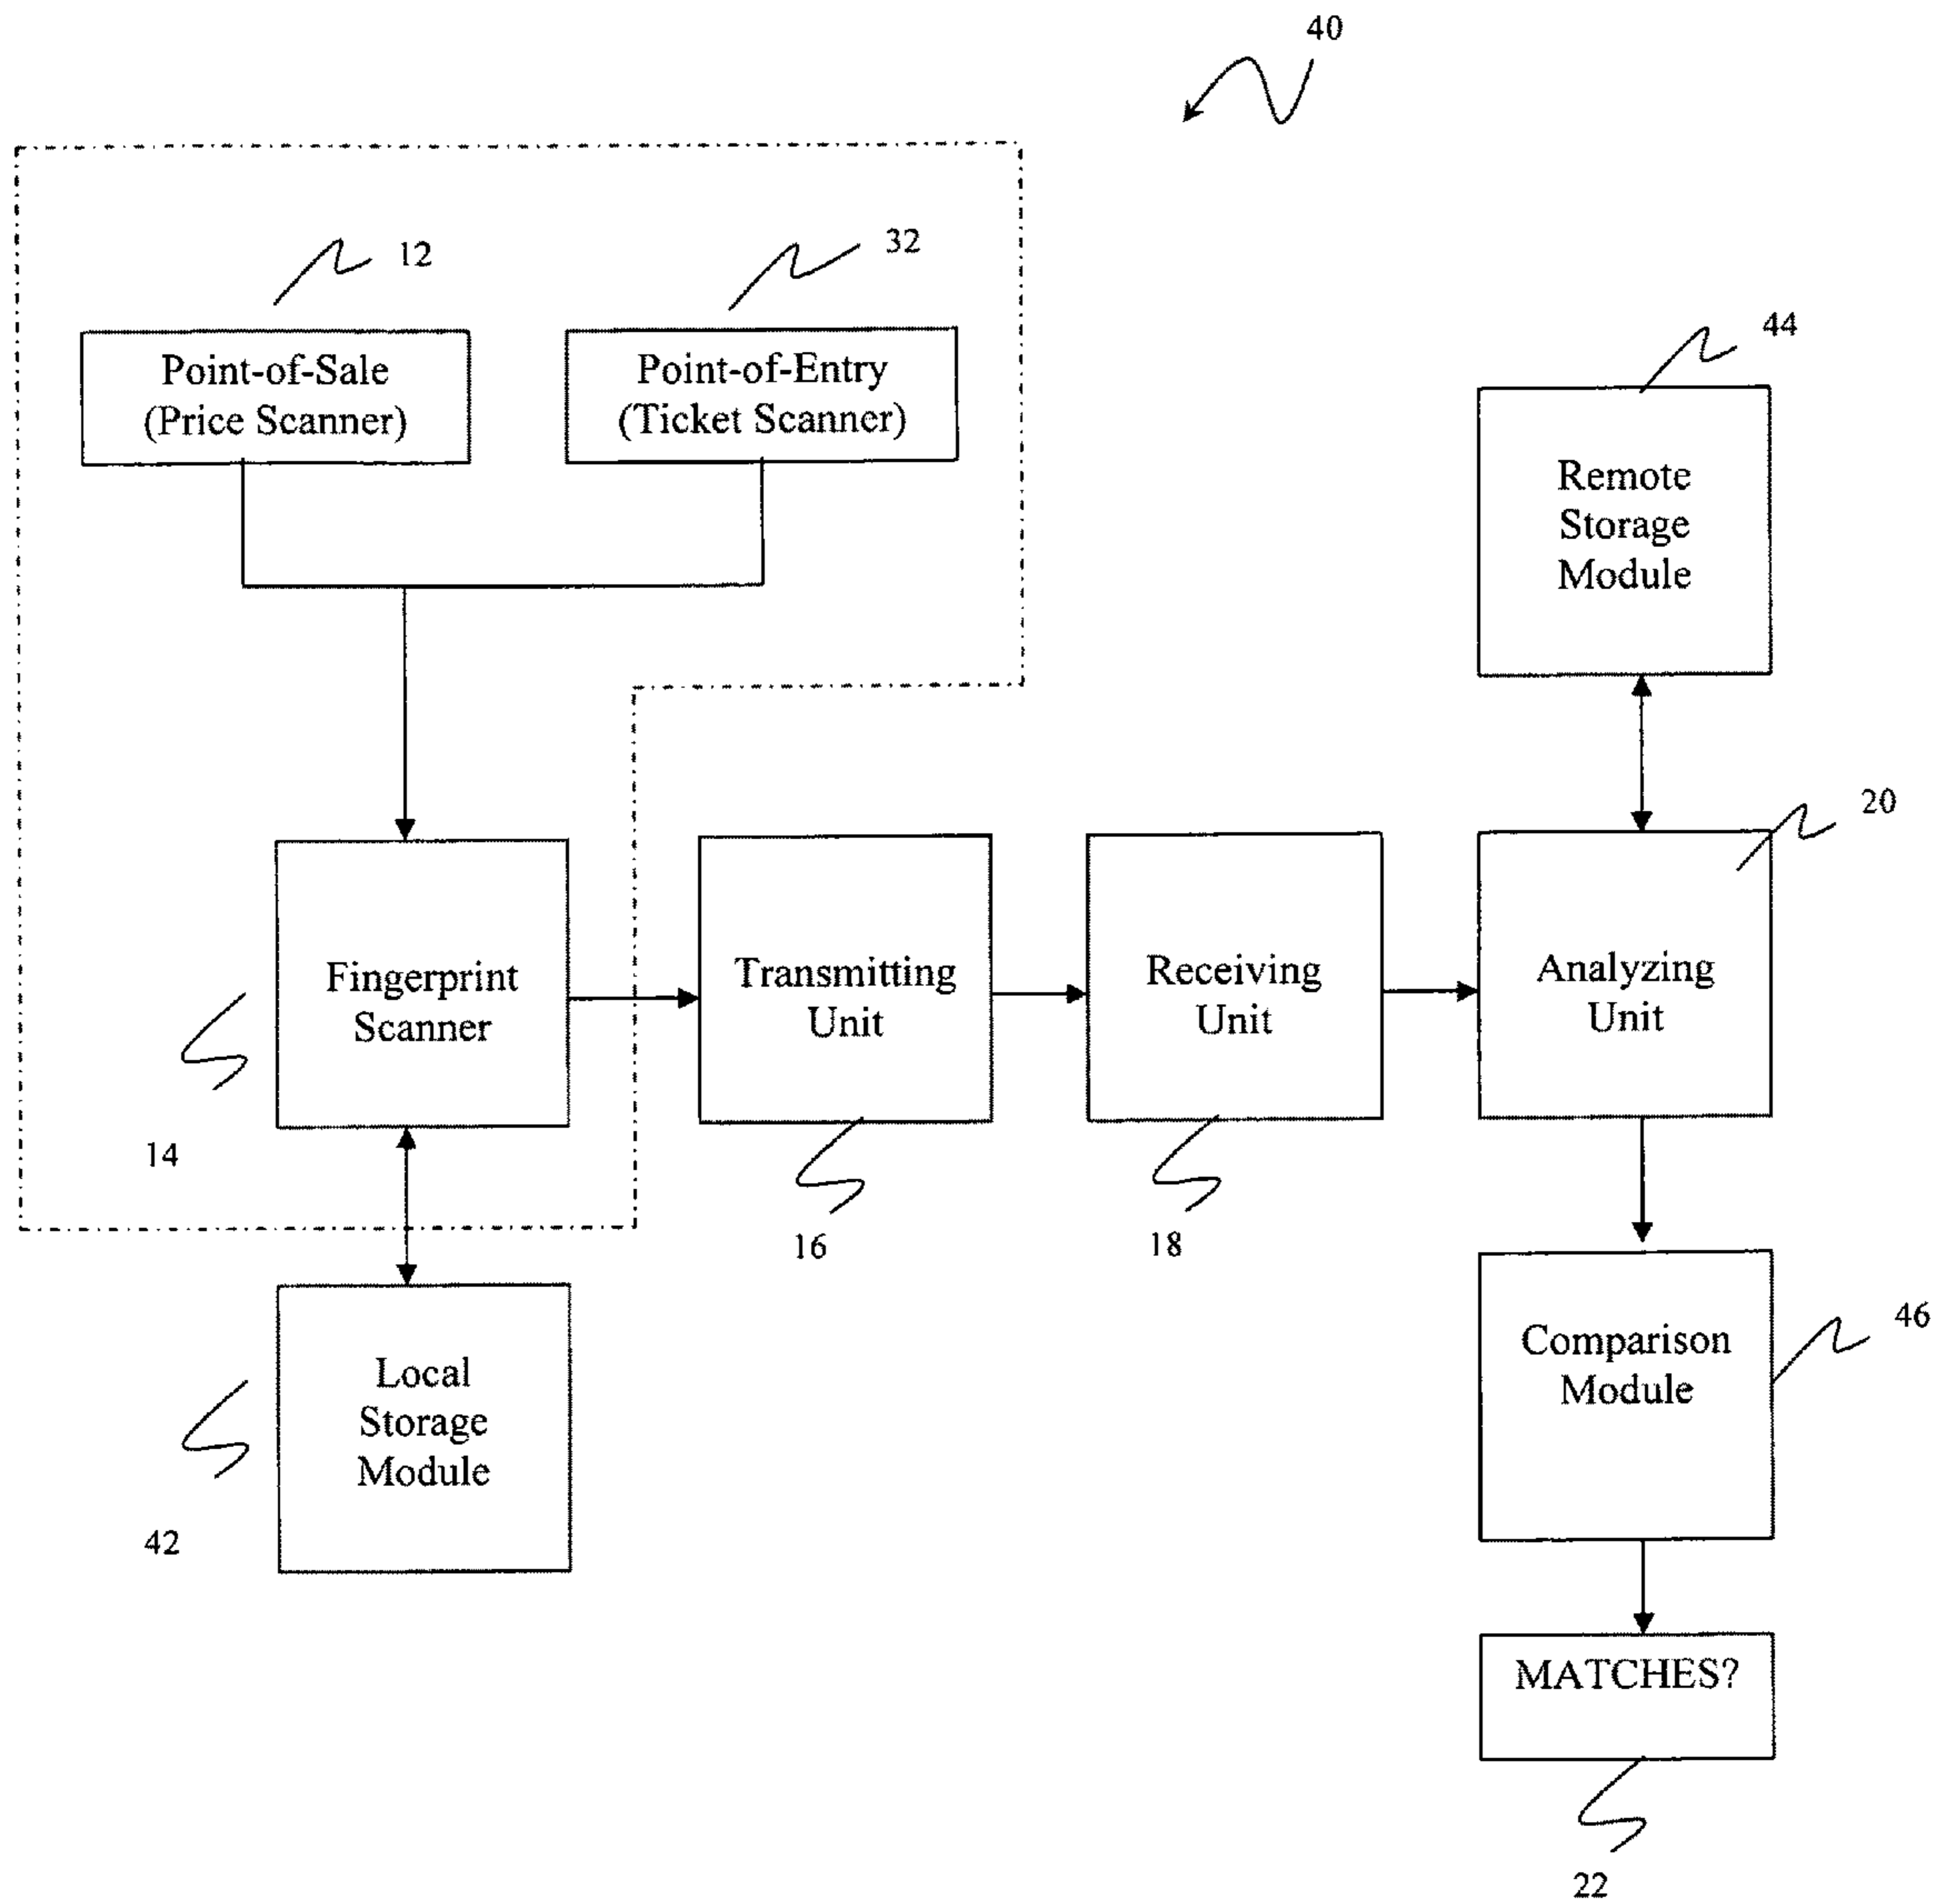 40
12
32
Point-of-Sale
(Price Scanner)
Point-of-Entry
(Ticket Scanner)
44
Remote
Storage
Module
20
Fingerprint
Scanner
Transmitting
Unit
Receiving
Unit
Analyzing
Unit
14
16
18
Local
Storage
Module
42
Comparison
Module
46
MATCHES?
22